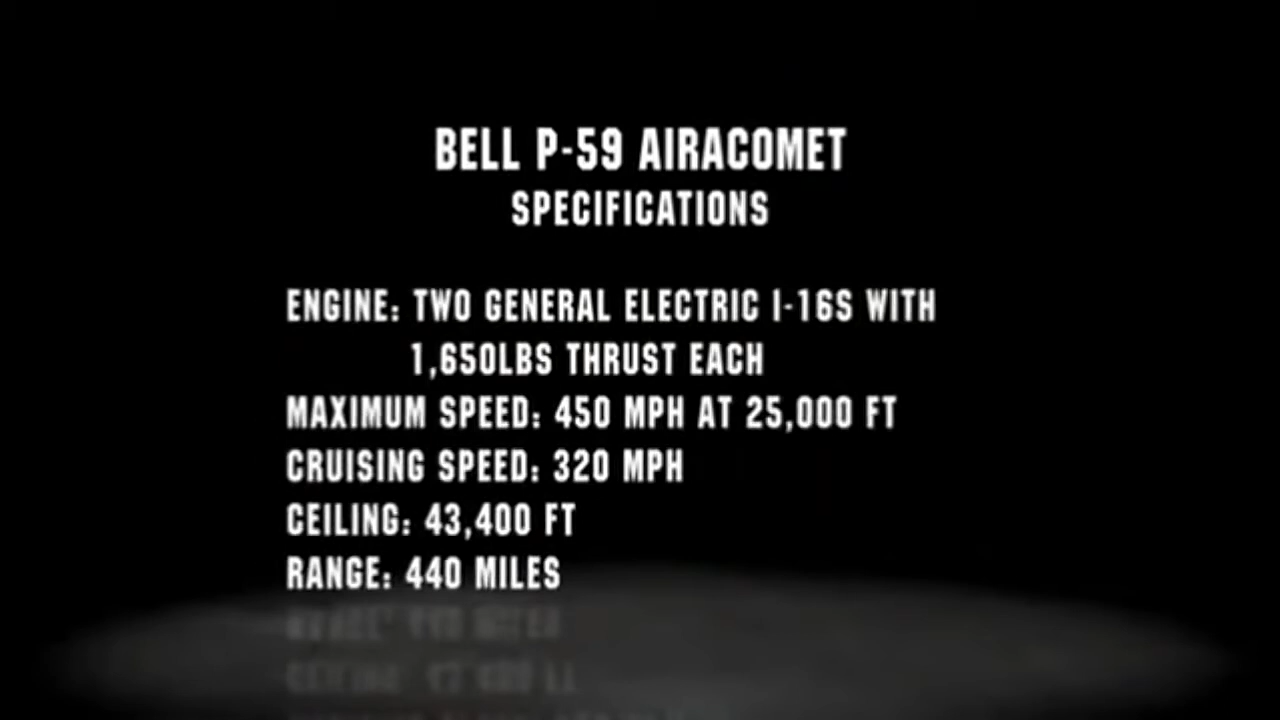 BELL P-59 AIRACOMET
SPECIFICATIONS
ENGINE: TWO GENERAL ELECTRIC I-16S WITH
1,650LBS THRUST EACH
MAXIMUM SPEED: 450 MPH AT 25,000 FT
CRUISING SPEED: 320 MPH
CEILING: 43,400 FT
RANGE: 440 MILES